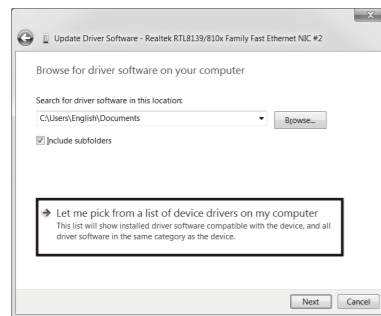 Update Driver Software - Realtek RTL8139/810x Family Fast Ethernet NIC #2
Browse for driver software on your computer
Search for driver software in this location:
C:\Users\English\Documents
Browse...
Include subfolders
Let me pick from a list of device drivers on my computer
This list will show installed driver software compatible with the device, and all
driver software in the same category as the device.
Next Cancel